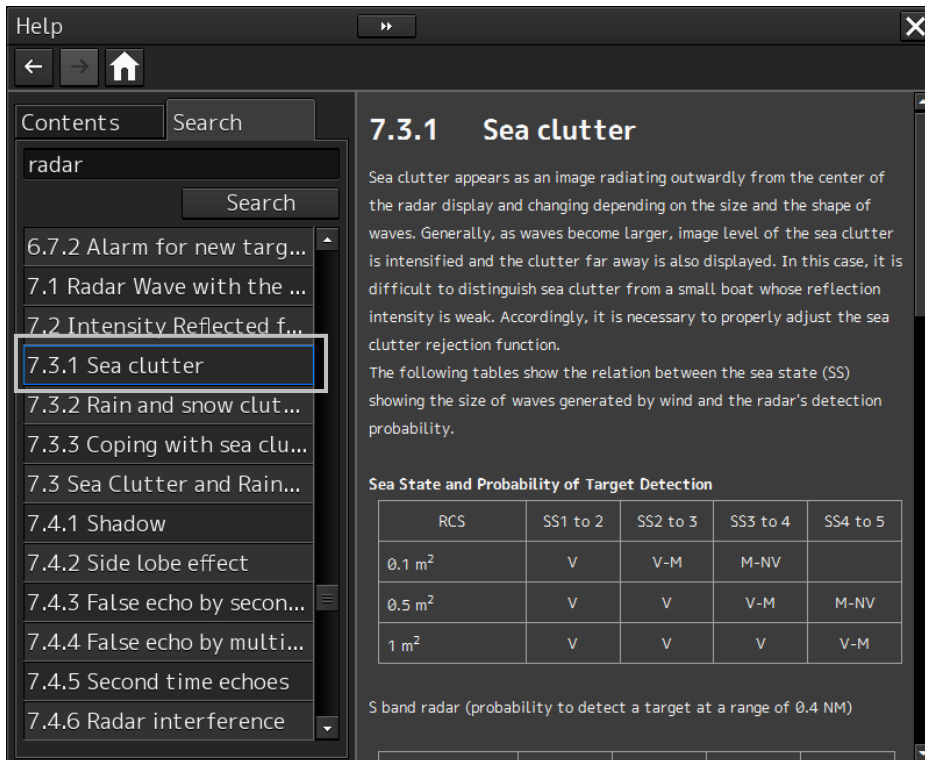 Help
Contents
Search
radar
Search
6.7.2 Alarm for new targ...
7.1 Radar Wave with the ...
7.2 Intensity Reflected f...
7.3.1 Sea clutter
7.3.2 Rain and snow clut...
7.3.3 Coping with sea clu...
7.3 Sea Clutter and Rain...
7.4.1 Shadow
7.4.2 Side lobe effect
7.4.3 False echo by secon...
7.4.4 False echo by multi...
7.4.5 Second time echoes
7.4.6 Radar interference
7.3.1 Sea clutter
Sea clutter appears as an image radiating outwardly from the center of
the radar display and changing depending on the size and the shape of
waves. Generally, as waves become larger, image level of the sea clutter
is intensified and the clutter far away is also displayed. In this case, it is
difficult to distinguish sea clutter from a small boat whose reflection
intensity is weak. Accordingly, it is necessary to properly adjust the sea
clutter rejection function.
The following tables show the relation between the sea state (SS)
showing the size of waves generated by wind and the radar's detection
probability.
Sea State and Probability of Target Detection
RCS SS1 to 2 SS2 to 3 SS3 to 4 SS4 to 5
0.1 m² V V-M M-NV
0.5 m² V V V-M M-NV
1 m² V V V V-M
S band radar (probability to detect a target at a range of 0.4 NM)